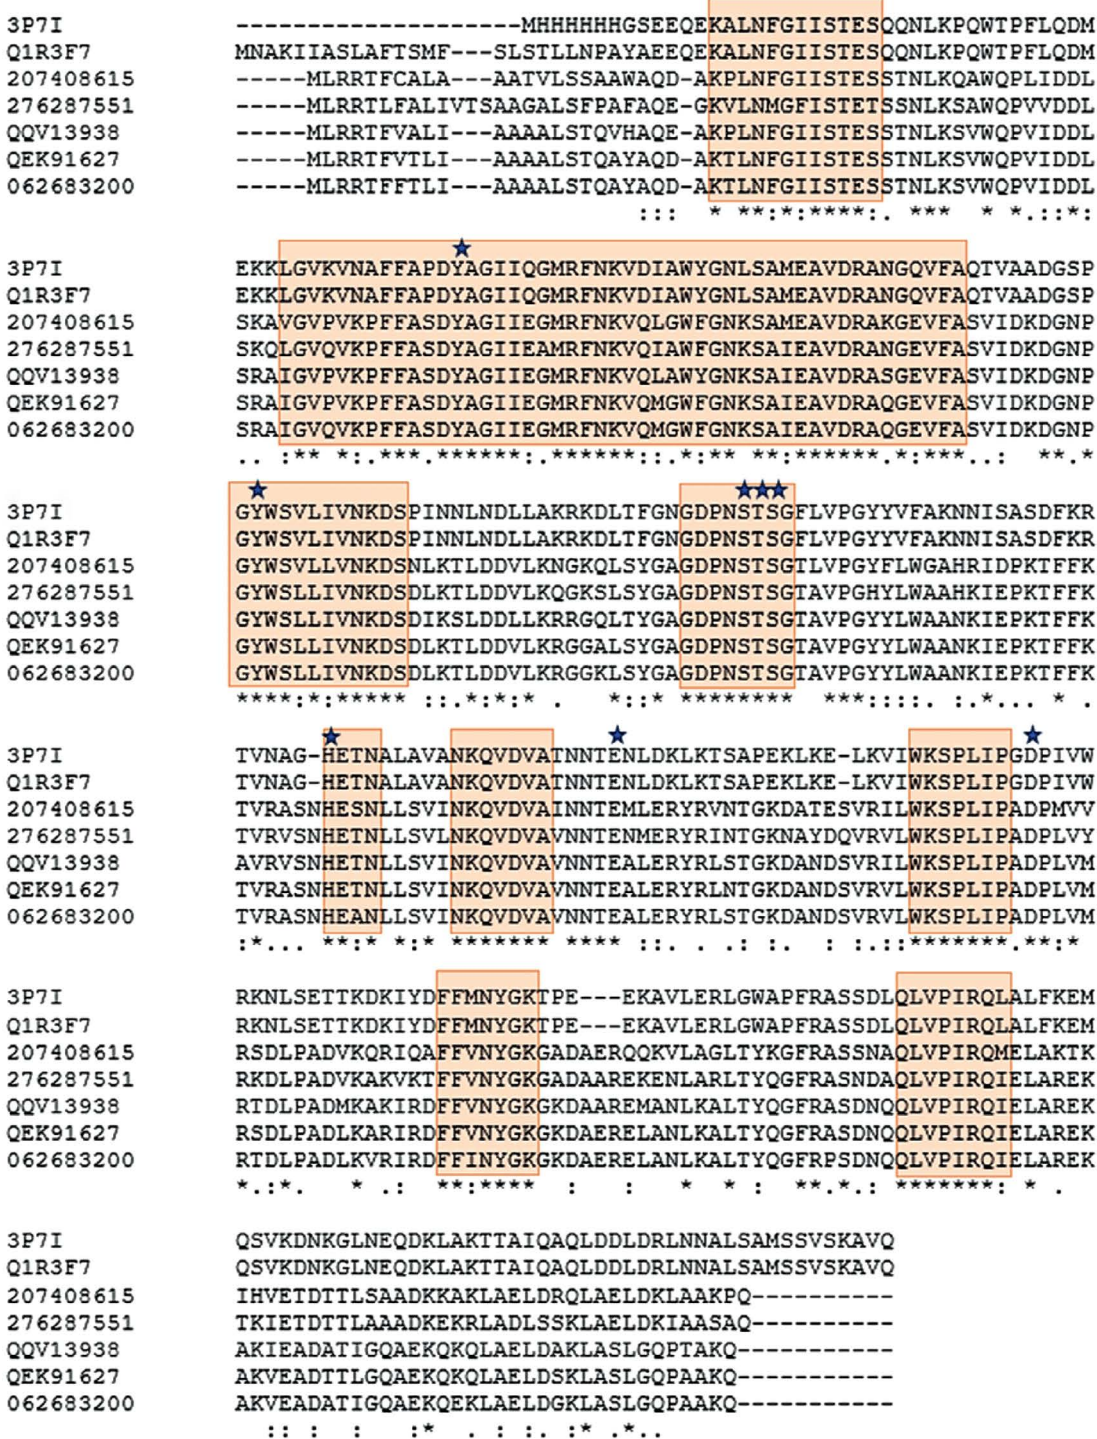 3P7I --------------------MHHHHHHGSEEQEKALNFGIISTESQQNLKPQWTPFLQDM
Q1R3F7 MNAKIIASLAFTSMF---SLSTLLNPAYAEEQEKALNFGIISTESQQNLKPQWTPFLQDM
207408615 -----MLRRTFCALA---AATVLSSAAWAQD-AKPLNFGIISTESSTNLKQAWQPLIDDL
276287551 -----MLRRTLFALIVTSAAGALSFPAFAQE-GKVLNMGFISTETSSNLKSAWQPVVDDL
QQV13938 -----MLRRTFVALI---AAAALSTQVHAQE-AKPLNFGIISTESSTNLKSVWQPVIDDL
QEK91627 -----MLRRTFVTLI---AAAALSTQAYAQD-AKTLNFGIISTESSTNLKSVWQPVIDDL
062683200 -----MLRRTFFTLI---AAAALSTQAYAQD-AKTLNFGIISTESSTNLKSVWQPVIDDL
::: * **:*:****:. *** * *.::*:
3P7I EKKLGVKVNAFFAPDYAGIIQGMRFNKVDIAWYGNLSAMEAVDRANGQVFAQTVAADGSP
Q1R3F7 EKKLGVKVNAFFAPDYAGIIQGMRFNKVDIAWYGNLSAMEAVDRANGQVFAQTVAADGSP
207408615 SKAVGVPVKPFFASDYAGIIEGMRFNKVQLGWFGNKSAMEAVDRAKGEVFASVIDKDGNP
276287551 SKQLGVQVKPFFASDYAGIIEAMRFNKVQIAWFGNKSAIEAVDRANGEVFASVIDKDGNP
QQV13938 SRAIGVPVKPFFASDYAGIIEGMRFNKVQLAWYGNKSAIEAVDRASGEVFASVIDKDGNP
QEK91627 SRAIGVPVKPFFASDYAGIIEGMRFNKVQMGWFGNKSAIEAVDRAQGEVFASVIDKDGNP
062683200 SRAIGVQVKPFFASDYAGIIEGMRFNKVQMGWFGNKSAIEAVDRAQGEVFASVIDKDGNP
.. :** *:.***.******:.******::.*:** **:******.*:***..: **.*
3P7I GYWSVLIVNKDSPINNLNDLLAKRKDLTFGNGDPNSTSGFLVPGYYVFAKNNISASDFKR
Q1R3F7 GYWSVLIVNKDSPINNLNDLLAKRKDLTFGNGDPNSTSGFLVPGYYVFAKNNISASDFKR
207408615 GYWSVLIVNKDSNLKTLDDVLKNGKQLSYGAGDPNSTSGTLVPGYFLWGAHRIDPKTFFK
276287551 GYWSLLIVNKDSDLKTLDDVLKQGKSLSYGAGDPNSTSGTAVPGHYLWAAHKIEPKTFFK
QQV13938 GYWSLLIVNKDSDIKSLDDLLKRRGQLTYGAGDPNSTSGTAVPGYYLWAANKIEPKTFFK
QEK91627 GYWSLLIVNKDSDLKTLDDVLKRGGALSYGAGDPNSTSGTAVPGYYLWAANKIEPKTFFK
062683200 GYWSLLIVNKDSDLKTLDDVLKRGGKLSYGAGDPNSTSGTAVPGYYLWAANKIEPKTFFK
****:*:***** ::.*:*:* . *::* ******** ***::::. :.*... * .
3P7I TVNAG-HETNALAVANKQVDVATNNTENLDKLKTSAPEKLKE-LKVIWKSPLIPGDPIVW
Q1R3F7 TVNAG-HETNALAVANKQVDVATNNTENLDKLKTSAPEKLKE-LKVIWKSPLIPGDPIVW
207408615 TVRASNHESNLLSVINKQVDVATNNTEMLERYRVNTGKDATESVRILWKSPLIPADPMVV
276287551 TVRVSNHETNLLSVLNKQVDVAVNNTENMERYRINTGKNAYDQVRVLWKSPLIPADPLVY
QQV13938 AVRVSNHETNLLSVINKQVDVAVNNTEALERYRLSTGKDANDSVRILWKSPLIPADPLVM
QEK91627 TVRASNHETNLLSVINKQVDVAVNNTEALERYRLNTGKDANDSVRVLWKSPLIPADPLVM
062683200 TVRASNHEANLLSVINKQVDVAVNNTEALERYRLSTGKDANDSVRVLWKSPLIPADPLVM
:*... **:* *:* ******* **** ::. . .: :. : :.::*******.**:*
3P7I RKNLSETTKDKIYDFFMNYGKTPE---EKAVLERLGWAPFRASSDLQLVPIRQLALFKEM
Q1R3F7 RKNLSETTKDKIYDFFMNYGKTPE---EKAVLERLGWAPFRASSDLQLVPIRQLALFKEM
207408615 RSDLPADVKQRIQAFFVNYGKGADAERQQKVLAGLTYKGFRASSNAQLVPIRQMELAKTK
276287551 RKDLPADVKAKVKTFFVNYGKGADAAREKENLARLTYQGFRASNDAQLVPIRQIELAREK
QQV13938 RTDLPADMKAKIRDFFVNYGKGKDAAREMANLKALTYQGFRASDNQQLVPIRQIELAREK
QEK91627 RSDLPADLKARIRDFFVNYGKGKDAERELANLKALTYQGFRASDNQQLVPIRQIELAREK
062683200 RTDLPADLKVRIRDFFINYGKGKDAERELANLKALTYQGFRPSDNQQLVPIRQIELAREK
*.:*. * .: **:**** : : * * : **.*.: *******: * .
3P7I QSVKDNKGLNEQDKLAKTTAIQAQLDDLDRLNNALSAMSSVSKAVQ
Q1R3F7 QSVKDNKGLNEQDKLAKTTAIQAQLDDLDRLNNALSAMSSVSKAVQ
207408615 IHVETDTTLSAADKKAKLAELDRQLAELDKLAAKPQ----------
276287551 TKIETDTTLAAADKEKRLADLSSKLAELDKIAASAQ----------
QQV13938 AKIEADATIGQAEKQKQLAELDAKLASLGQPTAKQ-----------
QEK91627 AKVEADTTLGQAEKQKQLAELDSKLASLGQPAAKQ-----------
062683200 AKVEADATIGQAEKQEKLAELDGKLASLGQPAAKQ-----------
:: : : :* . : :. :* .*..